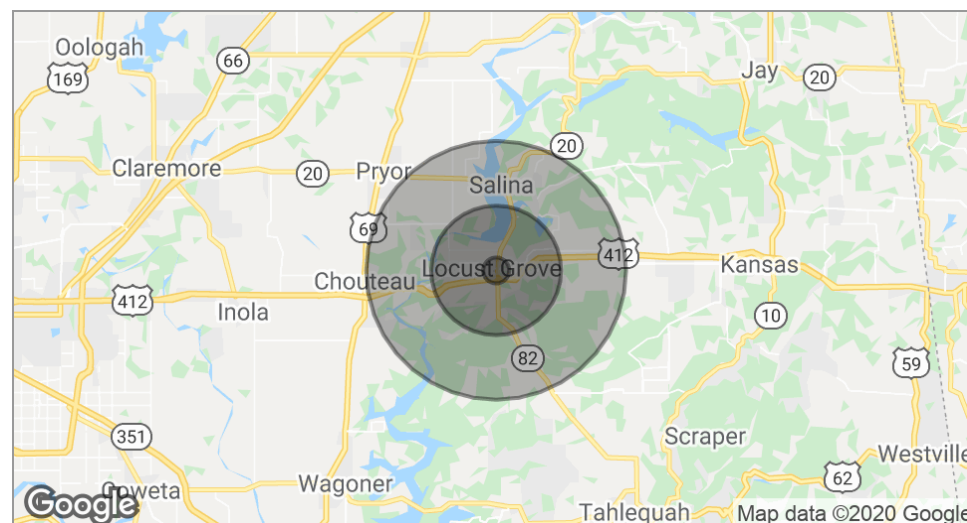 Oologah
66
169
Jay
20
20
Claremore
20
Pryor
Salina
69
412
Locust Grove
Kansas
Chouteau
412
Inola
10
82
59
351
Scraper
Westville
Wagoner
62
Coweta
Google
Tahlequah
Map data ©2020 Google